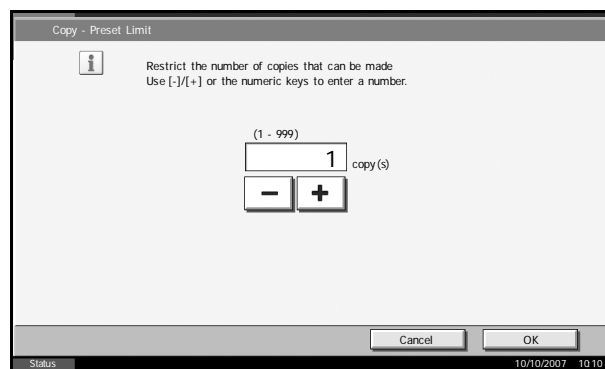 Copy - Preset Limit
Restrict the number of copies that can be made
Use [-]/[+] or the numeric keys to enter a number.
(1 - 999)
1 copy(s)
Cancel OK
Status 10/10/2007 10:10